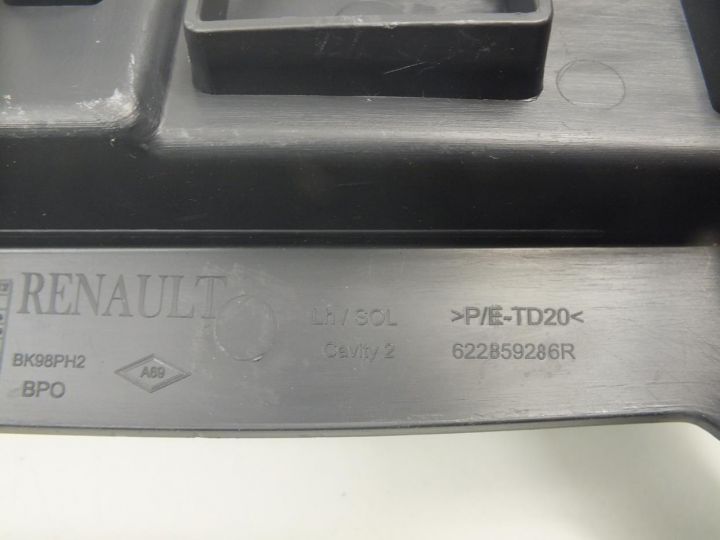 RENAULT
BK98PH2
BPO
A69
Lh / SOL
Cavity 2
>P/E-TD20<
622859286R